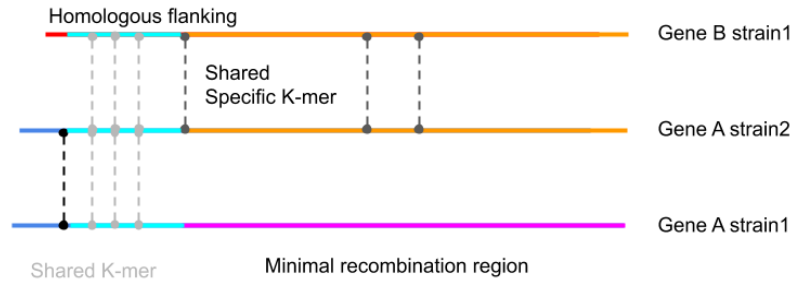 Homologous flanking
Gene B strain1
Shared
Specific K-mer
Gene A strain2
Gene A strain1
Shared K-mer
Minimal recombination region